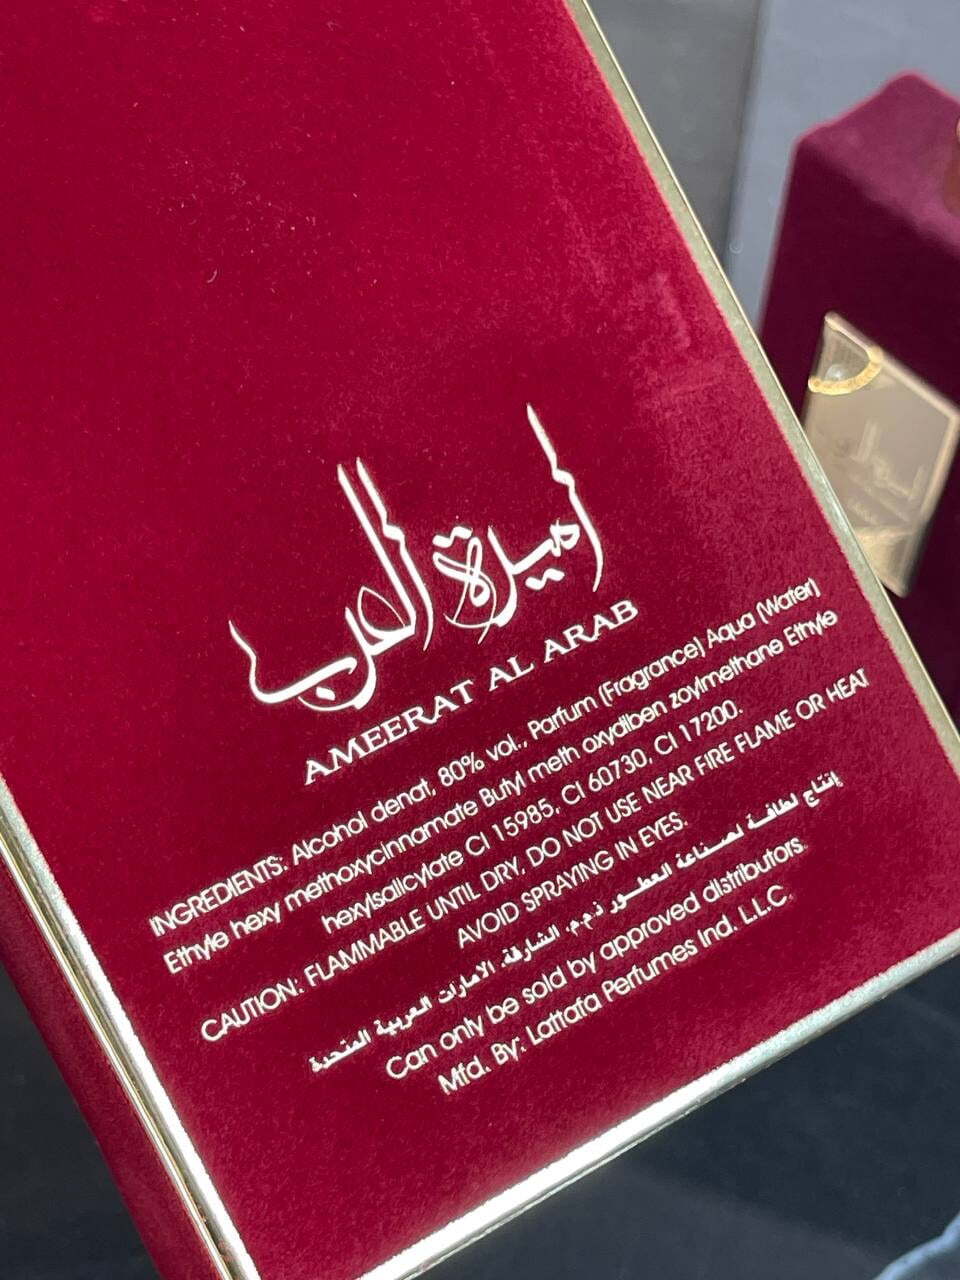 أميرة العرب
AMEERAT AL ARAB
INGREDIENTS: Alcohol denat, 80% vol., Parfum (Fragrance) Aqua (Water)
Ethyle hexy methoxycinnamate Butyl meth oxydiben zoylmethane Ethyle
hexylsalicylate CI 15985, CI 60730, CI 17200.
CAUTION: FLAMMABLE UNTIL DRY, DO NOT USE NEAR FIRE FLAME OR HEAT
AVOID SPRAYING IN EYES.
إنتاج لطافة لصناعة العطور ذ.م.م. الشارقة. الامارات العربية المتحدة
Can only be sold by approved distributors.
Mfd. By: Lattafa Perfumes Ind. L.L.C.